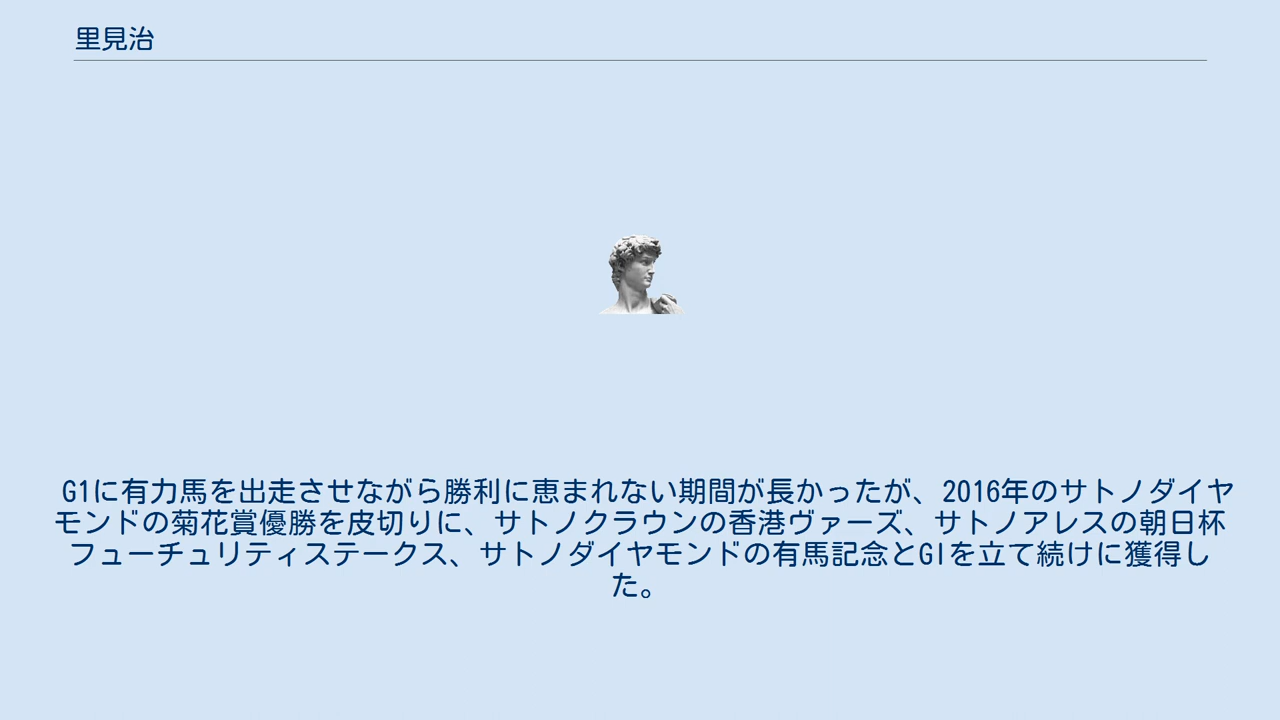 里見治
G1に有力馬を出走させながら勝利に恵まれない期間が長かったが、2016年のサトノダイヤ
モンドの菊花賞優勝を皮切りに、サトノクラウンの香港ヴァーズ、サトノアレスの朝日杯
フューチュリティステークス、サトノダイヤモンドの有馬記念とGIを立て続けに獲得し
た。